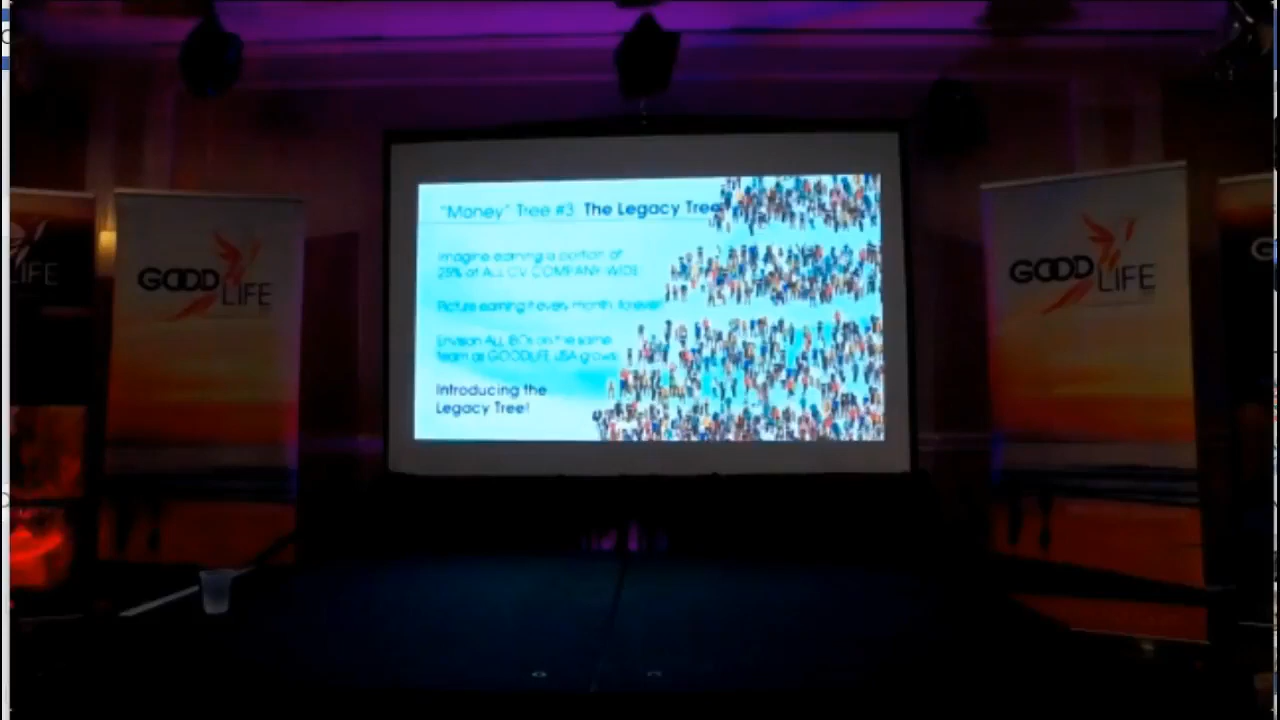 "Money" Tree #3 The Legacy Tree
Imagine earning a portion of
25% of ALL CV COMPANY WIDE
Picture earning it every month, forever!
Envision ALL IBOs on the same
team as GOODLIFE USA grows
Introducing the
Legacy Tree!
GOOD
LIFE
GOOD
LIFE
LIFE
G